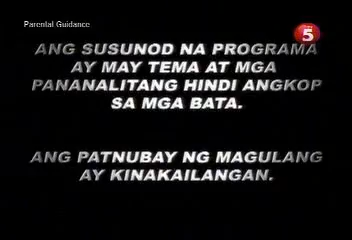 Parental Guidance
5
ANG SUSUNOD NA PROGRAMA
AY MAY TEMA AT MGA
PANANALITANG HINDI ANGKOP
SA MGA BATA.
ANG PATNUBAY NG MAGULANG
AY KINAKAILANGAN.